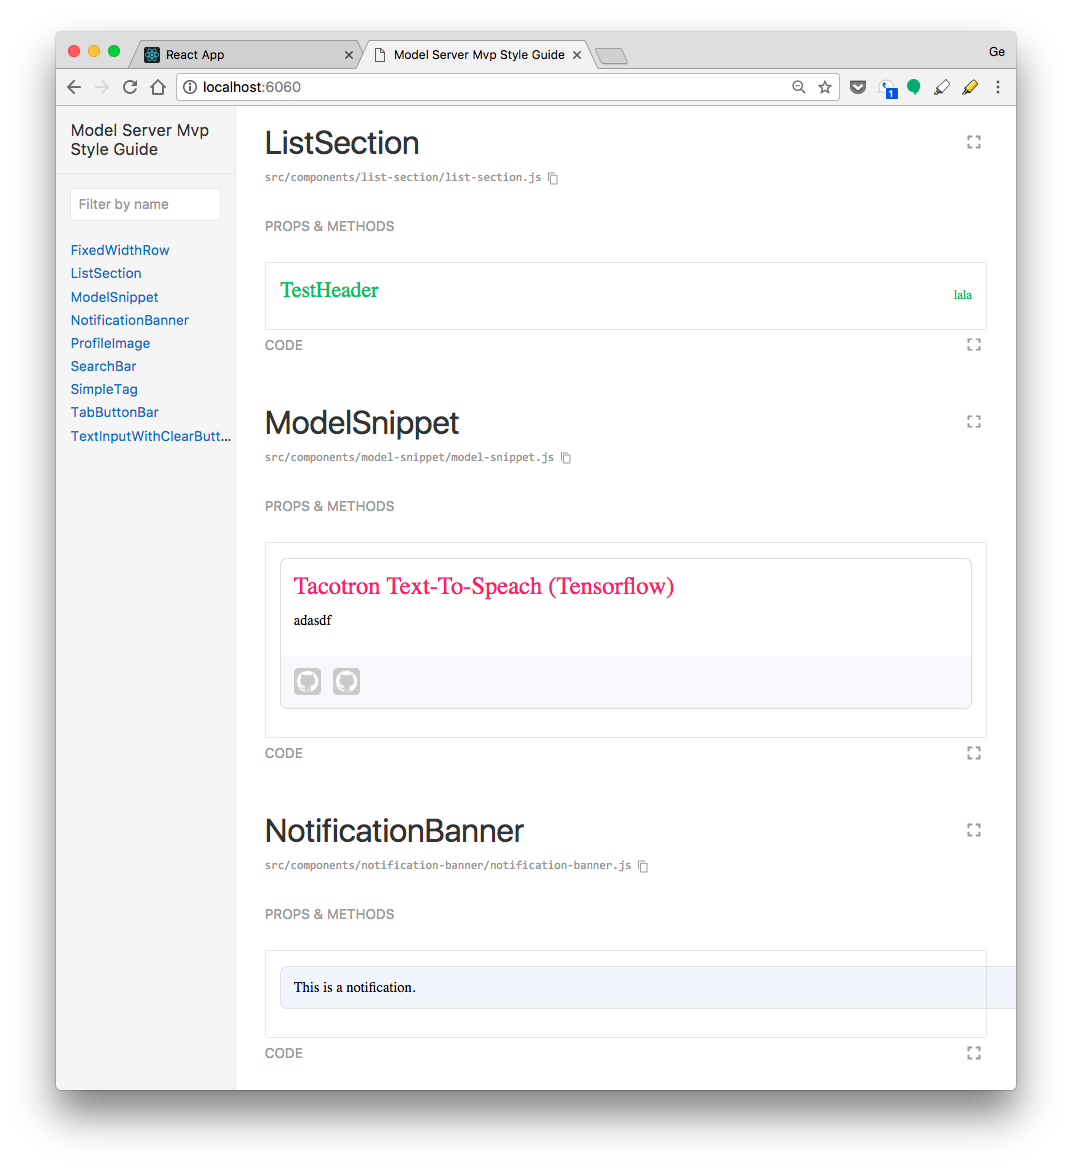 React App
Model Server Mvp Style Guide
Ge
localhost:6060
1
Model Server Mvp
Style Guide
Filter by name
FixedWidthRow
ListSection
ModelSnippet
NotificationBanner
ProfileImage
SearchBar
SimpleTag
TabButtonBar
TextInputWithClearButt...
ListSection
src/components/list-section/list-section.js
PROPS & METHODS
TestHeader
lala
CODE
ModelSnippet
src/components/model-snippet/model-snippet.js
PROPS & METHODS
Tacotron Text-To-Speach (Tensorflow)
adasdf
CODE
NotificationBanner
src/components/notification-banner/notification-banner.js
PROPS & METHODS
This is a notification.
CODE